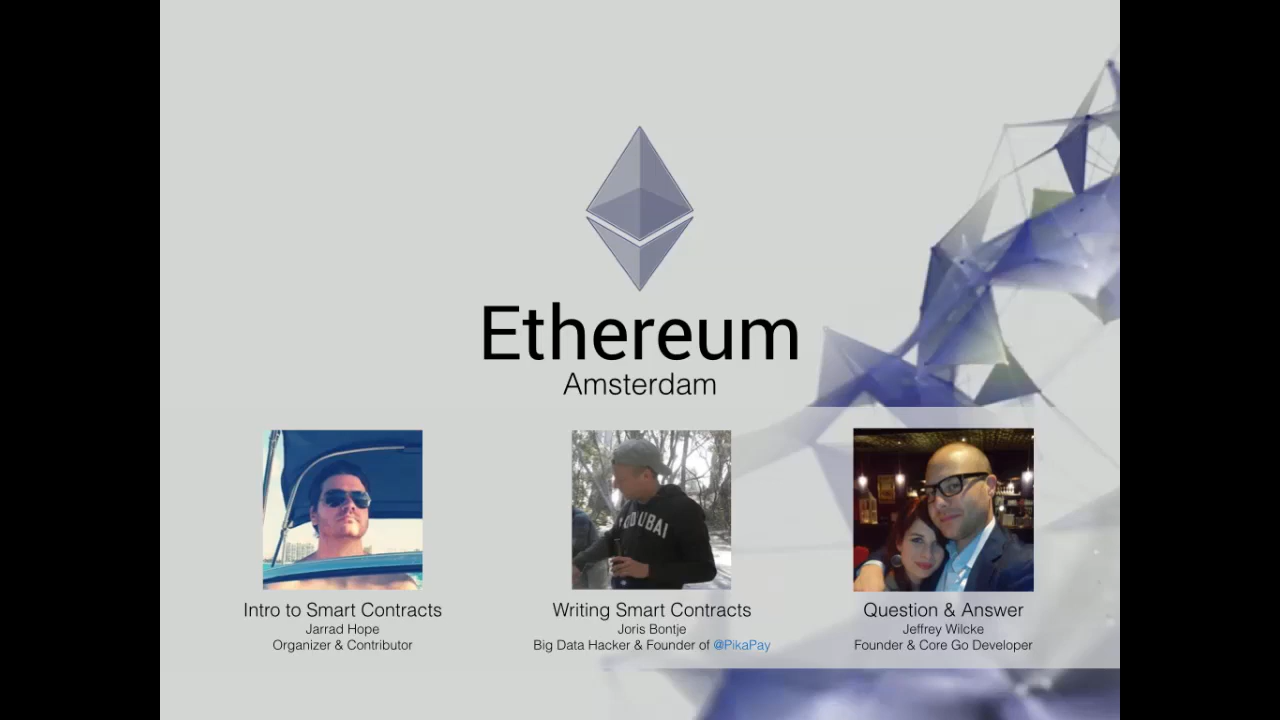 Ethereum
Amsterdam
DUBAI
Intro to Smart Contracts
Jarrad Hope
Organizer & Contributor
Writing Smart Contracts
Joris Bontje
Big Data Hacker & Founder of @PikaPay
Question & Answer
Jeffrey Wilcke
Founder & Core Go Developer